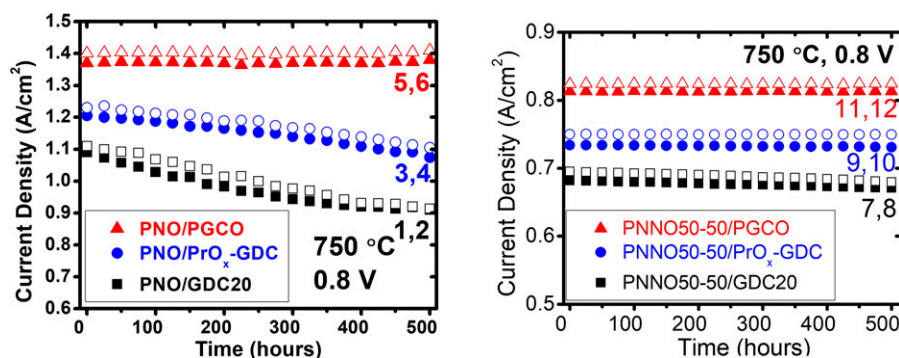 Current Density (A/cm²)
1.5
1.4
1.3
1.2
1.1
1.0
0.9
0.8
0.7
0.6
5,6
3,4
1,2
PNO/PGCO
PNO/PrOₓ-GDC
PNO/GDC20
750 °C
0.8 V
0 100 200 300 400 500
Time (hours)
Current Density (A/cm²)
0.9
0.8
0.7
0.6
0.5
750 °C, 0.8 V
11,12
9,10
7,8
PNNO50-50/PGCO
PNNO50-50/PrOₓ-GDC
PNNO50-50/GDC20
0 100 200 300 400 500
Time (hours)